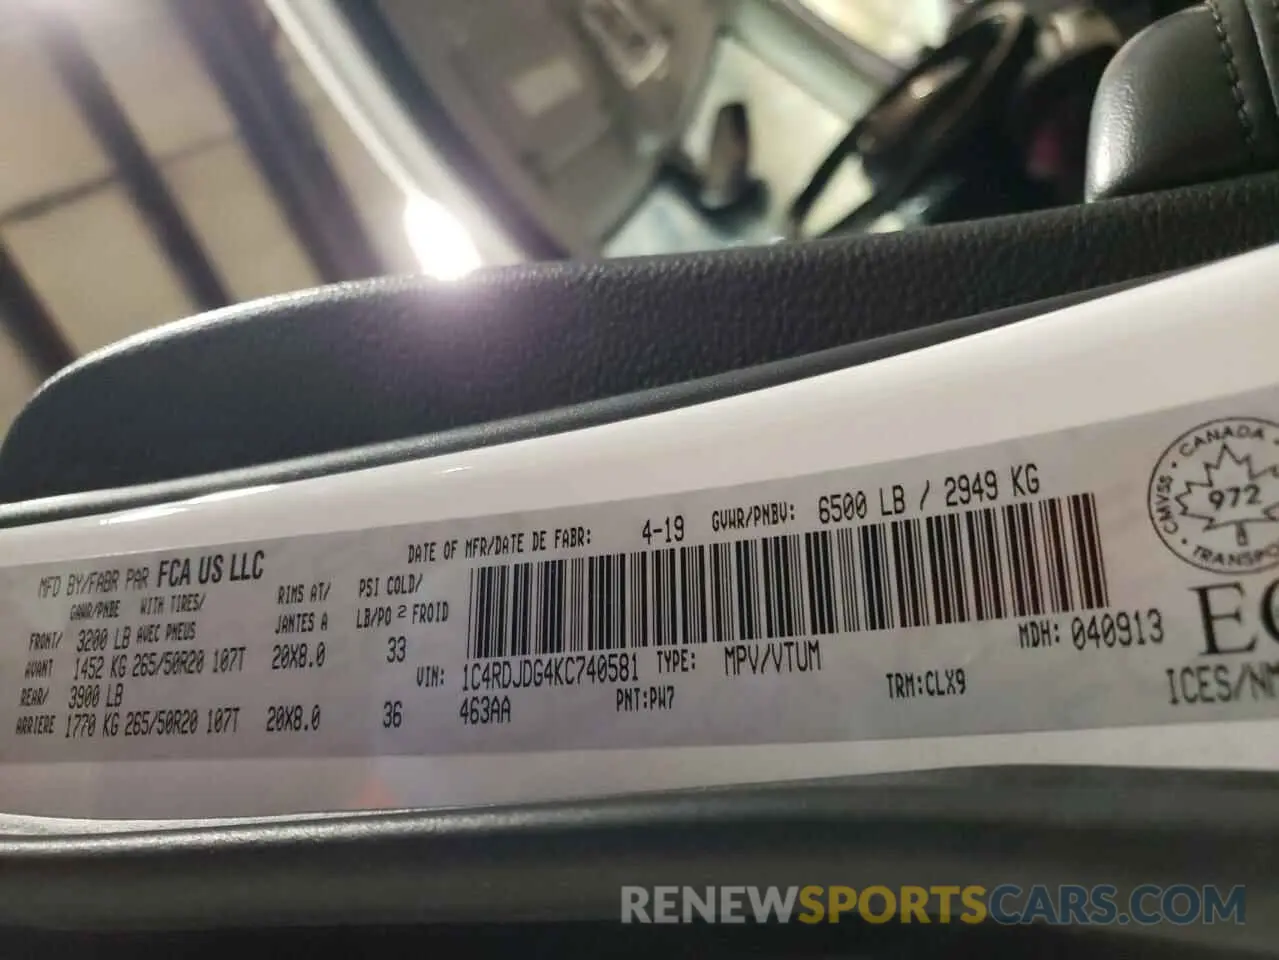 MFD BY/FABR PAR FCA US LLC
DATE OF MFR/DATE DE FABR: 4-19 GVWR/PNBV: 6500 LB / 2949 KG
GAWR/PNBE WITH TIRES/ RIMS AT/ PSI COLD/
FRONT/ 3200 LB AVEC PNEUS JANTES A LB/PO² FROID
AVANT 1452 KG 265/50R20 107T 20X8.0 33
REAR/ 3900 LB
ARRIERE 1770 KG 265/50R20 107T 20X8.0 36
VIN: 1C4RDJDG4KC740581 TYPE: MPV/VTUM MDH: 040913
463AA PNT:PW7 TRM:CLX9
CMVSS • CANADA
972
• TRANSPO
ICES/NM
RENEWSPORTSCARS.COM